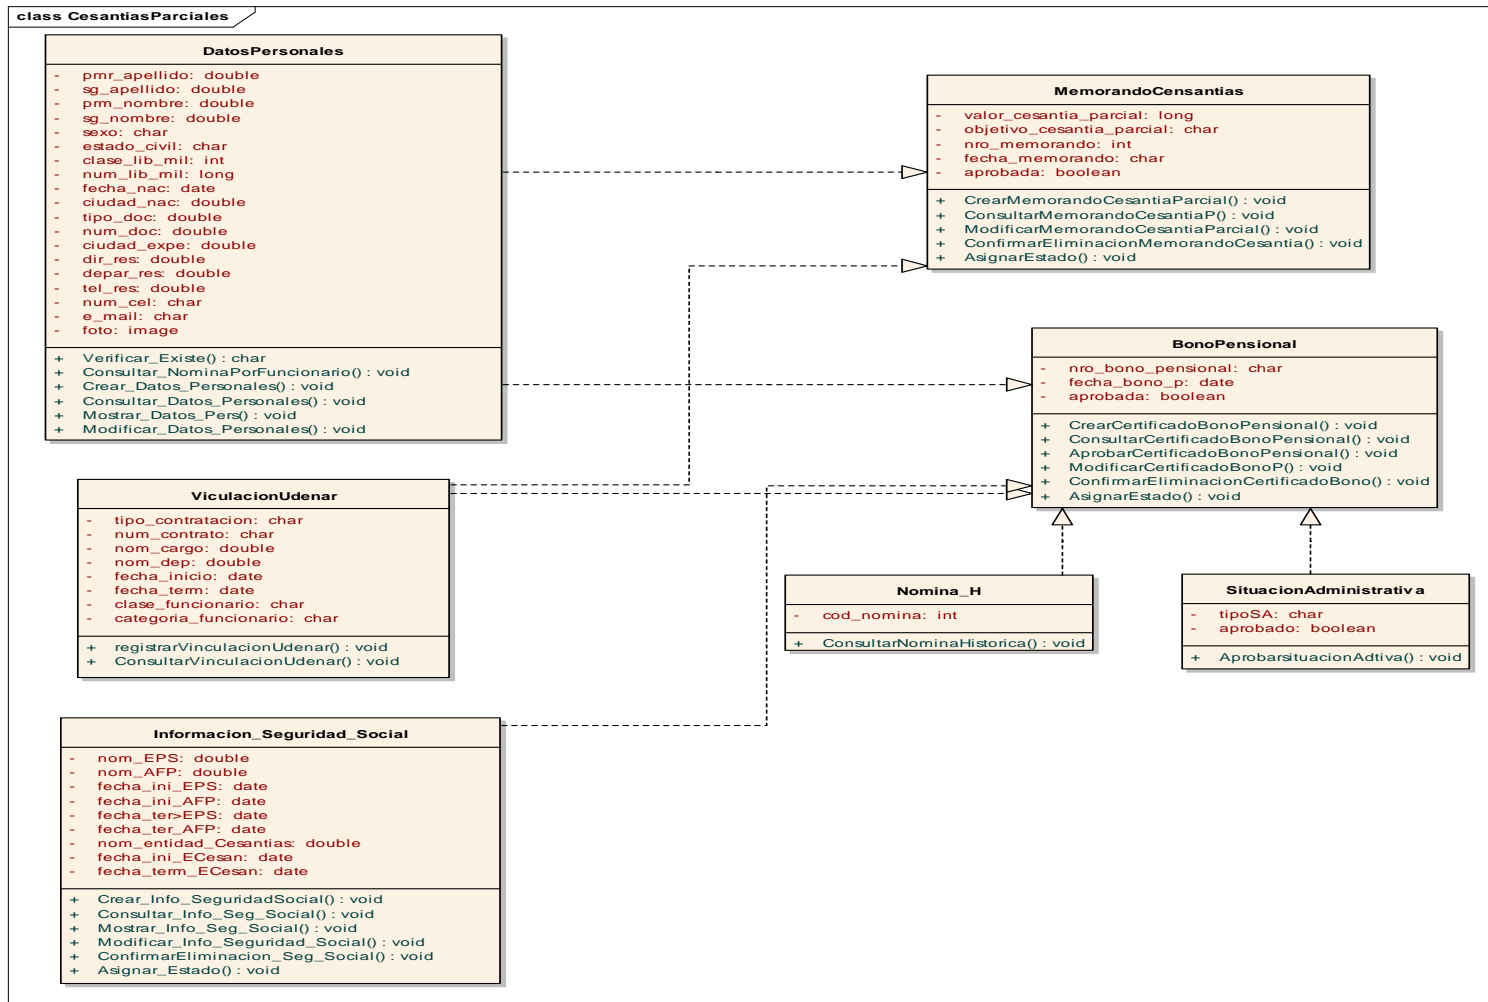 class CesantiasParciales
DatosPersonales
- pmr_apellido: double
- sg_apellido: double
- prm_nombre: double
- sg_nombre: double
- sexo: char
- estado_civil: char
- clase_lib_mil: int
- num_lib_mil: long
- fecha_nac: date
- ciudad_nac: double
- tipo_doc: double
- num_doc: double
- ciudad_expe: double
- dir_res: double
- depar_res: double
- tel_res: double
- num_cel: char
- e_mail: char
- foto: image
+ Verificar_Existe() : char
+ Consultar_NominaPorFuncionario() : void
+ Crear_Datos_Personales() : void
+ Consultar_Datos_Personales() : void
+ Mostrar_Datos_Pers() : void
+ Modificar_Datos_Personales() : void
MemorandoCensantias
- valor_cesantia_parcial: long
- objetivo_cesantia_parcial: char
- nro_memorando: int
- fecha_memorando: char
- aprobada: boolean
+ CrearMemorandoCesantiaParcial() : void
+ ConsultarMemorandoCesantiaP() : void
+ ModificarMemorandoCesantiaParcial() : void
+ ConfirmarEliminacionMemorandoCesantia() : void
+ AsignarEstado() : void
BonoPensional
- nro_bono_pensional: char
- fecha_bono_p: date
- aprobada: boolean
+ CrearCertificadoBonoPensional() : void
+ ConsultarCertificadoBonoPensional() : void
+ AprobarCertificadoBonoPensional() : void
+ ModificarCertificadoBonoP() : void
+ ConfirmarEliminacionCertificadoBono() : void
+ AsignarEstado() : void
ViculacionUdenar
- tipo_contratacion: char
- num_contrato: char
- nom_cargo: double
- nom_dep: double
- fecha_inicio: date
- fecha_term: date
- clase_funcionario: char
- categoria_funcionario: char
+ registrarVinculacionUdenar() : void
+ ConsultarVinculacionUdenar() : void
Nomina_H
- cod_nomina: int
+ ConsultarNominaHistorica() : void
SituacionAdministrativa
- tipoSA: char
- aprobado: boolean
+ AprobarsituacionAdtiva() : void
Informacion_Seguridad_Social
- nom_EPS: double
- nom_AFP: double
- fecha_ini_EPS: date
- fecha_ini_AFP: date
- fecha_ter>EPS: date
- fecha_ter_AFP: date
- nom_entidad_Cesantias: double
- fecha_ini_ECesan: date
- fecha_term_ECesan: date
+ Crear_Info_SeguridadSocial() : void
+ Consultar_Info_Seg_Social() : void
+ Mostrar_Info_Seg_Social() : void
+ Modificar_Info_Seguridad_Social() : void
+ ConfirmarEliminacion_Seg_Social() : void
+ Asignar_Estado() : void